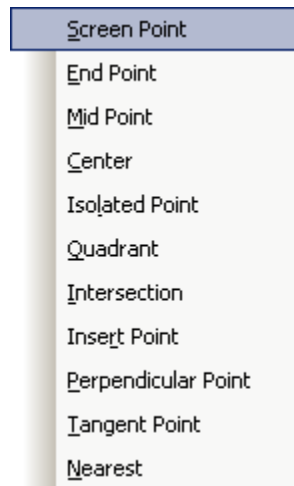 Screen Point
End Point
Mid Point
Center
Isolated Point
Quadrant
Intersection
Insert Point
Perpendicular Point
Tangent Point
Nearest